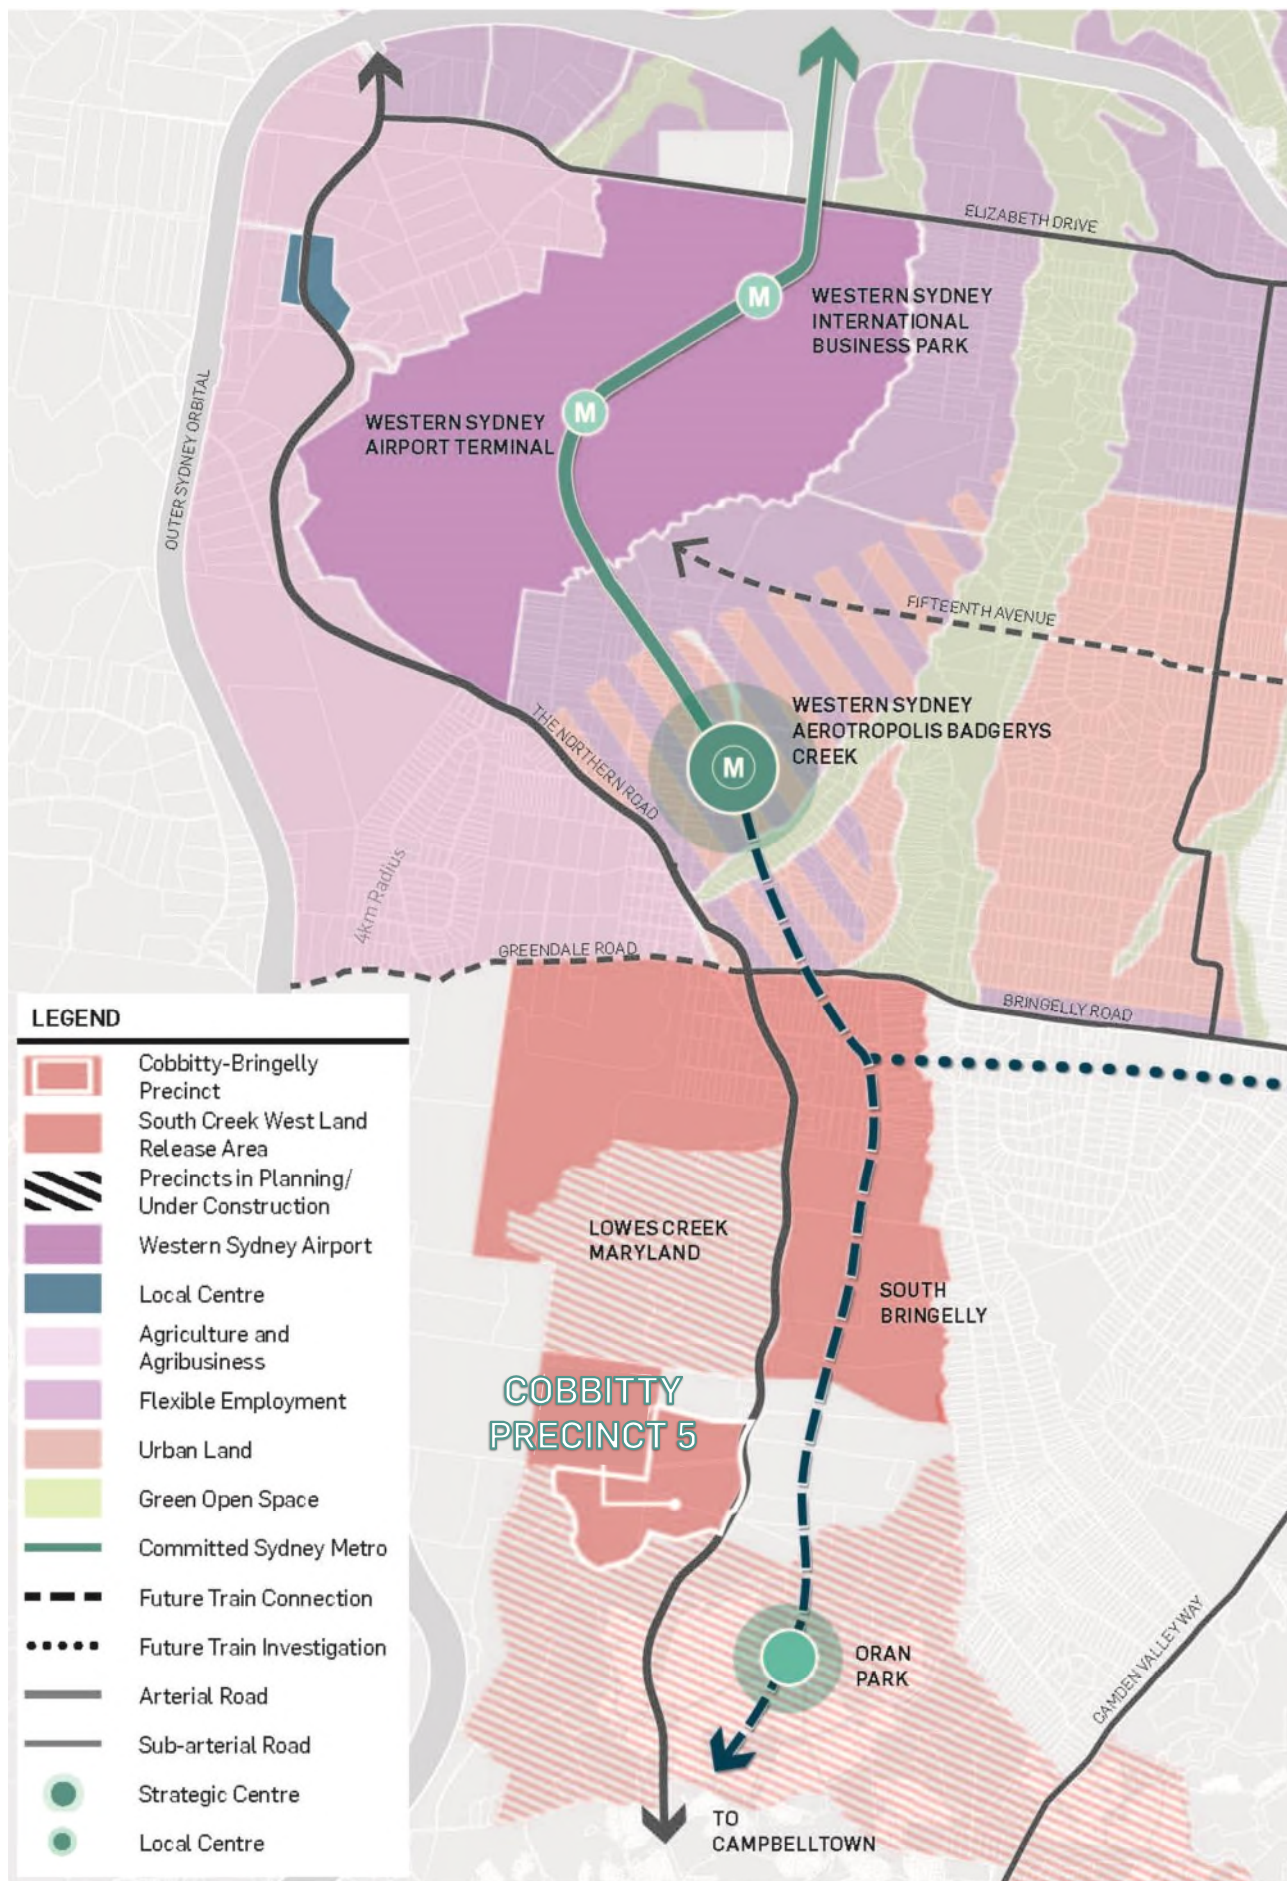 ELIZABETH DRIVE
M
WESTERN SYDNEY
INTERNATIONAL
BUSINESS PARK
OUTER SYDNEY ORBITAL
M
WESTERN SYDNEY
AIRPORT TERMINAL
FIFTEENTH AVENUE
WESTERN SYDNEY
AEROTROPOLIS BADGERYS
CREEK
M
THE NORTHERN ROAD
4km Radius
GREENDALE ROAD
BRINGELLY ROAD
LOWES CREEK
MARYLAND
SOUTH
BRINGELLY
COBBITTY
PRECINCT 5
ORAN
PARK
CAMDEN VALLEY WAY
TO
CAMPBELLTOWN
LEGEND
Cobbitty-Bringelly
Precinct
South Creek West Land
Release Area
Precincts in Planning/
Under Construction
Western Sydney Airport
Local Centre
Agriculture and
Agribusiness
Flexible Employment
Urban Land
Green Open Space
Committed Sydney Metro
Future Train Connection
Future Train Investigation
Arterial Road
Sub-arterial Road
Strategic Centre
Local Centre